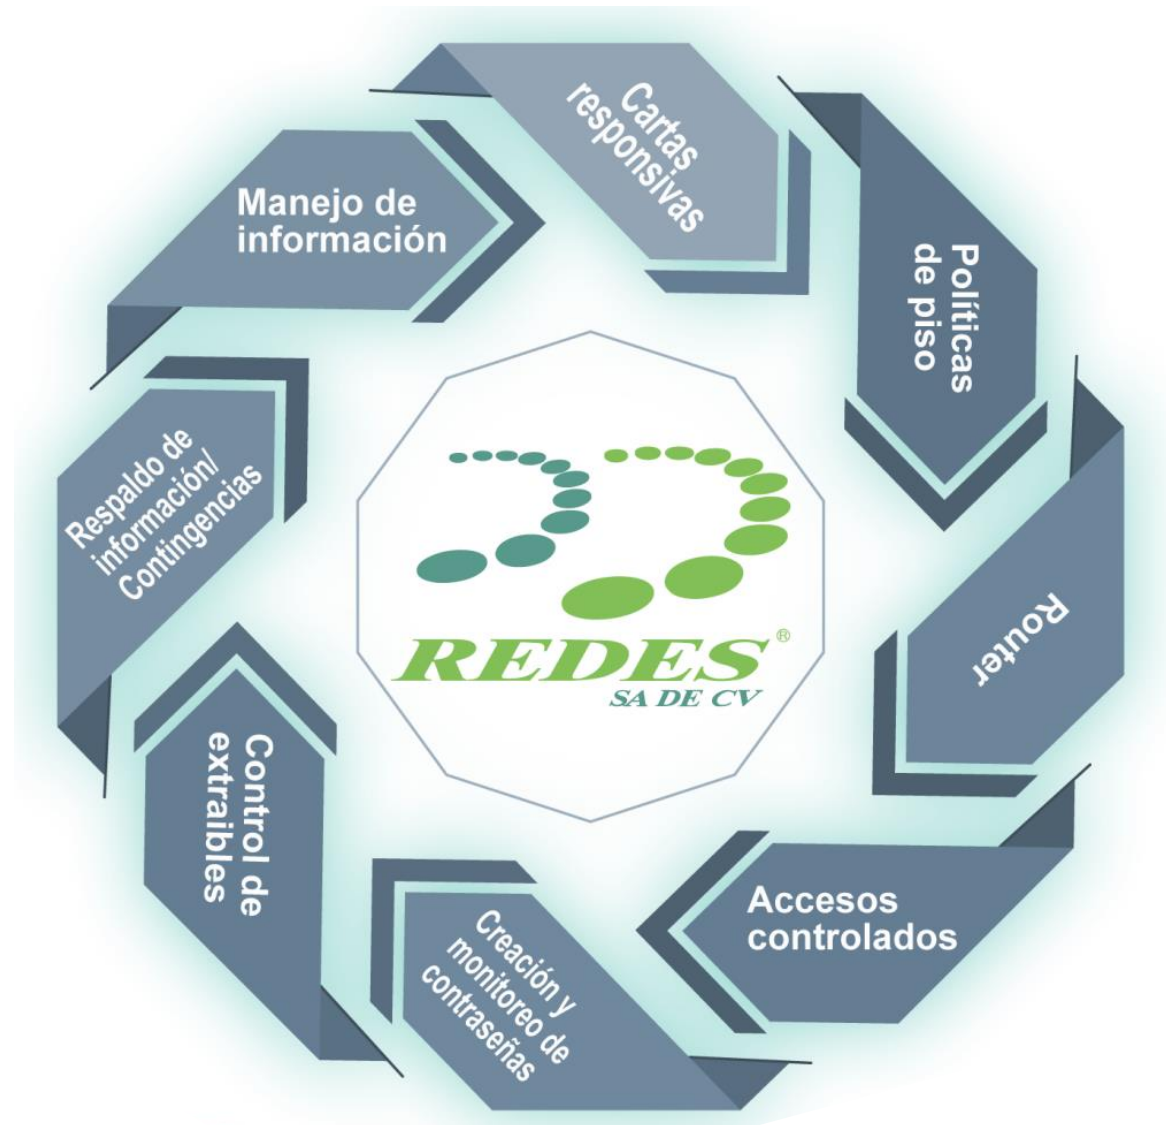 Cartas
responsivas
Políticas
de piso
Router
Accesos
controlados
Creación y
monitoreo de
contraseñas
Control de
extraibles
Respaldo de
información/
Contingencias
Manejo de
información
REDES®
SA DE CV